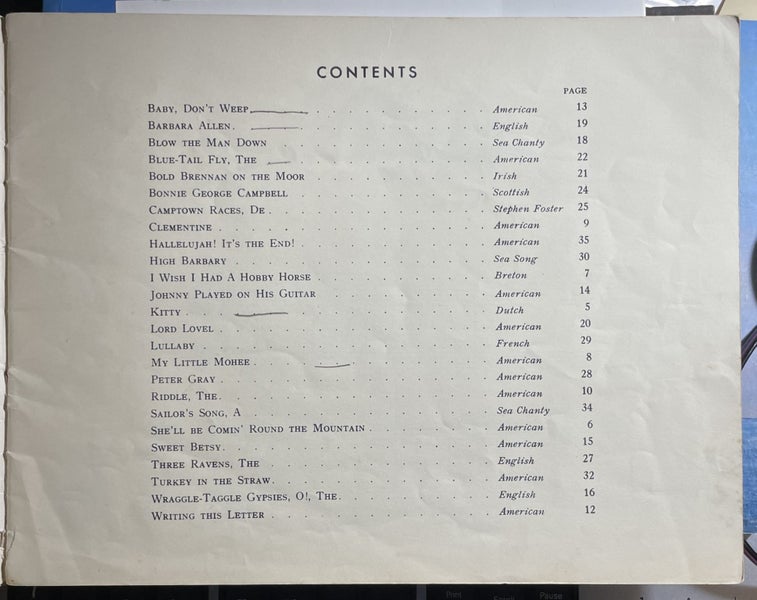 CONTENTS
PAGE
BABY, DON'T WEEP . . . . . . . . . . American 13
BARBARA ALLEN . . . . . . . . . . English 19
BLOW THE MAN DOWN . . . . . . . . . . Sea Chanty 18
BLUE-TAIL FLY, THE . . . . . . . . . . American 22
BOLD BRENNAN ON THE MOOR . . . . . . . . . . Irish 21
BONNIE GEORGE CAMPBELL . . . . . . . . . . Scottish 24
CAMPTOWN RACES, DE . . . . . . . . . . Stephen Foster 25
CLEMENTINE . . . . . . . . . . American 9
HALLELUJAH! IT'S THE END! . . . . . . . . . . American 35
HIGH BARBARY . . . . . . . . . . Sea Song 30
I WISH I HAD A HOBBY HORSE . . . . . . . . . . Breton 7
JOHNNY PLAYED ON HIS GUITAR . . . . . . . . . . American 14
KITTY . . . . . . . . . . Dutch 5
LORD LOVEL . . . . . . . . . . American 20
LULLABY . . . . . . . . . . French 29
MY LITTLE MOHEE . . . . . . . . . . American 8
PETER GRAY . . . . . . . . . . American 28
RIDDLE, THE . . . . . . . . . . American 10
SAILOR'S SONG, A . . . . . . . . . . Sea Chanty 34
SHE'LL BE COMIN' ROUND THE MOUNTAIN . . . . . . . . American 6
SWEET BETSY . . . . . . . . . . American 15
THREE RAVENS, THE . . . . . . . . . . English 27
TURKEY IN THE STRAW . . . . . . . . . . American 32
WRAGGLE-TAGGLE GYPSIES, O!, THE . . . . . . . . . English 16
WRITING THIS LETTER . . . . . . . . . . American 12
Print Scroll Pause